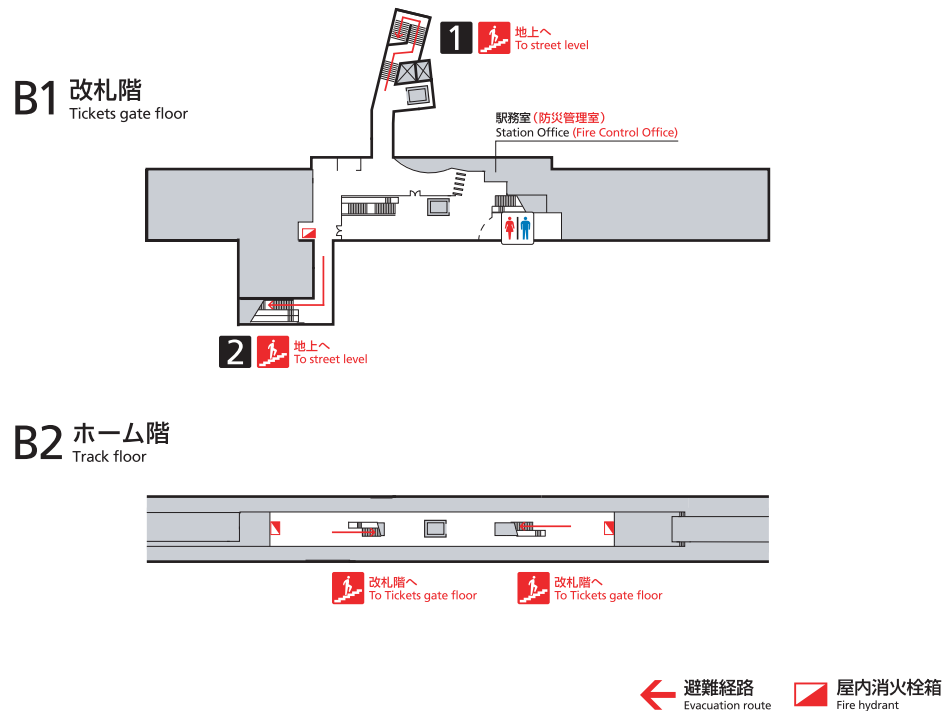 1
地上へ
To street level
B1
改札階
Tickets gate floor
駅務室（防災管理室）
Station Office (Fire Control Office)
2
地上へ
To street level
B2
ホーム階
Track floor
改札階へ
To Tickets gate floor
改札階へ
To Tickets gate floor
避難経路
Evacuation route
屋内消火栓箱
Fire hydrant